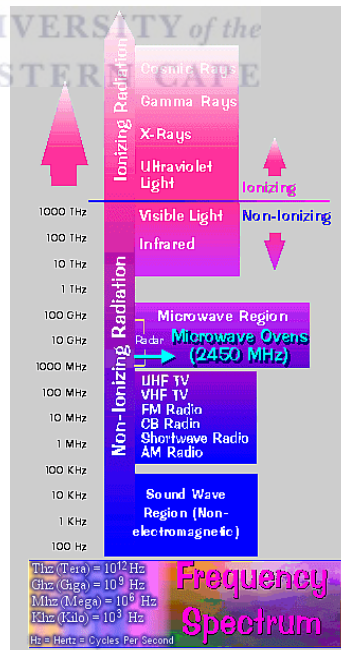 UNIVERSITY of the
WESTERN CAPE
Ionizing Radiation
Cosmic Rays
Gamma Rays
X-Rays
Ultraviolet
Light
Ionizing
1000 THz
Visible Light
Non-Ionizing
100 THz
Infrared
10 THz
1 THz
Non-Ionizing Radiation
100 GHz
Microwave Region
10 GHz
Radar
Microwave Ovens
(2450 MHz)
1000 MHz
UHF TV
100 MHz
VHF TV
FM Radio
10 MHz
CB Radio
Shortwave Radio
1 MHz
AM Radio
100 KHz
10 KHz
Sound Wave
Region (Non-
electromagnetic)
1 KHz
100 Hz
Thz (Tera) = 10¹² Hz
Ghz (Giga) = 10⁹ Hz
Mhz (Mega) = 10⁶ Hz
Khz (Kilo) = 10³ Hz
Hz = Hertz = Cycles Per Second
Frequency
Spectrum